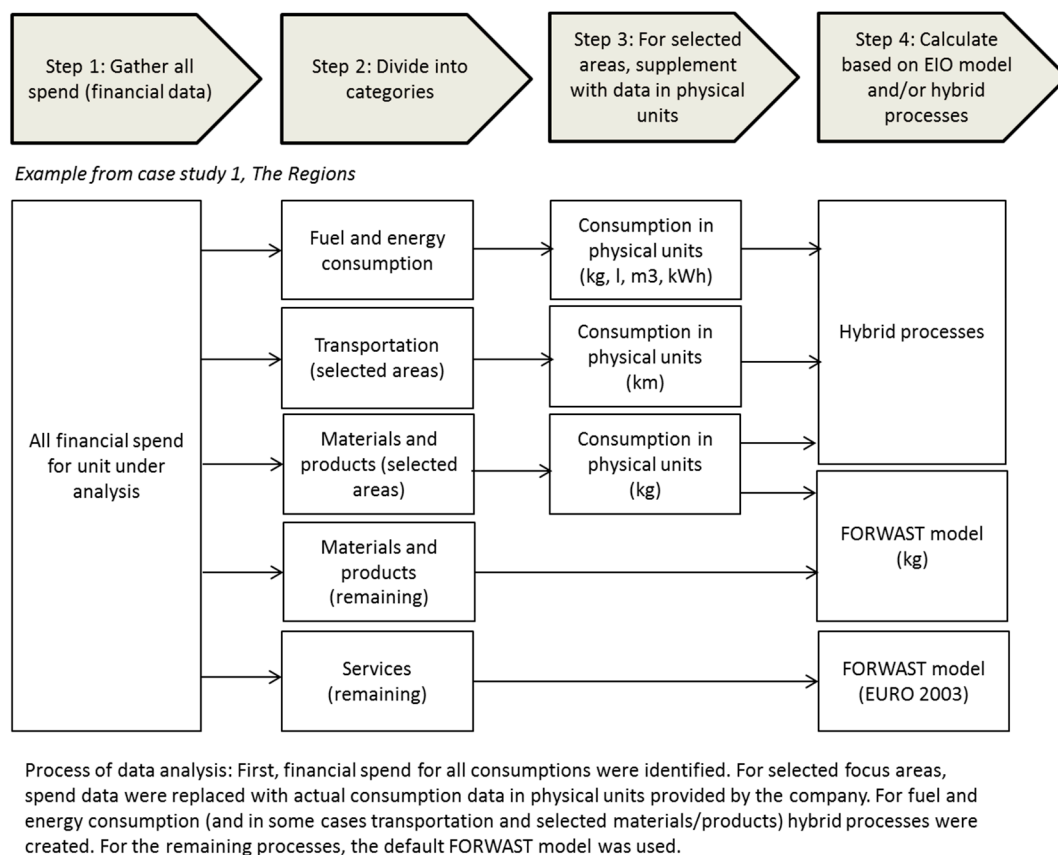 Step 1: Gather all
spend (financial data)
Step 2: Divide into
categories
Step 3: For selected
areas, supplement
with data in physical
units
Step 4: Calculate
based on EIO model
and/or hybrid
processes
Example from case study 1, The Regions
All financial spend
for unit under
analysis
Fuel and energy
consumption
Consumption in
physical units
(kg, l, m3, kWh)
Hybrid processes
Transportation
(selected areas)
Consumption in
physical units
(km)
Materials and
products (selected
areas)
Consumption in
physical units
(kg)
Materials and
products
(remaining)
FORWAST model
(kg)
Services
(remaining)
FORWAST model
(EURO 2003)
Process of data analysis: First, financial spend for all consumptions were identified. For selected focus areas,
spend data were replaced with actual consumption data in physical units provided by the company. For fuel and
energy consumption (and in some cases transportation and selected materials/products) hybrid processes were
created. For the remaining processes, the default FORWAST model was used.